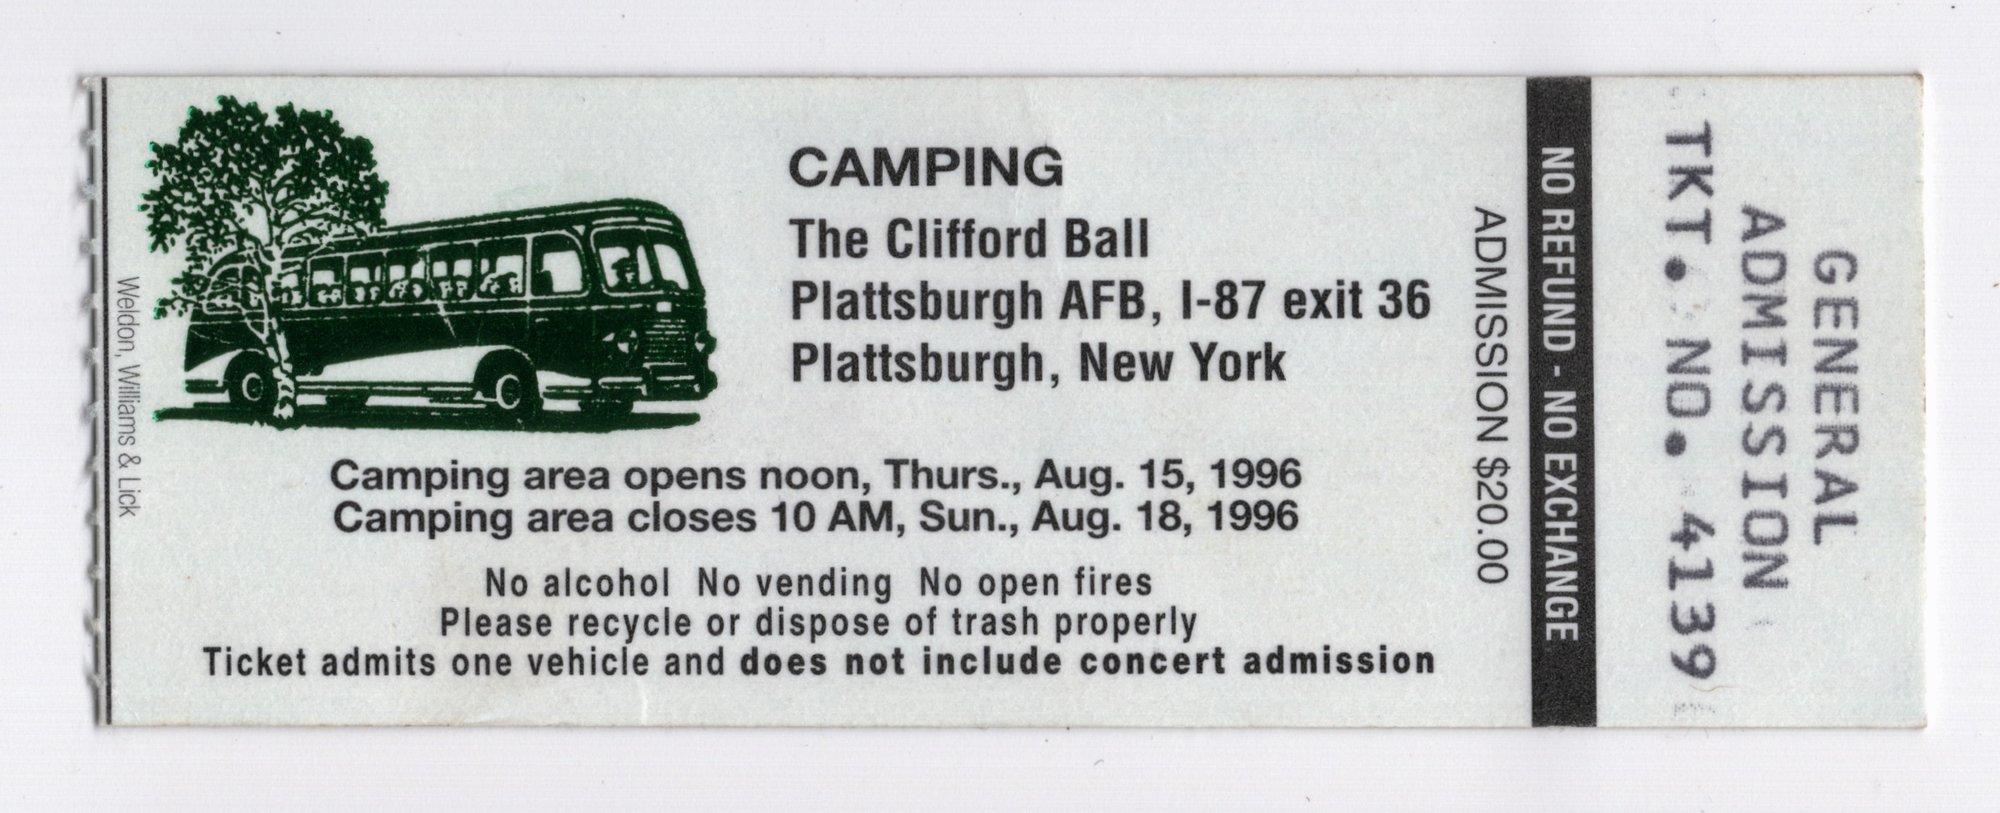 CAMPING
The Clifford Ball
Plattsburgh AFB, I-87 exit 36
Plattsburgh, New York
Camping area opens noon, Thurs., Aug. 15, 1996
Camping area closes 10 AM, Sun., Aug. 18, 1996
No alcohol No vending No open fires
Please recycle or dispose of trash properly
Ticket admits one vehicle and does not include concert admission
Weldon, Williams & Lick
ADMISSION $20.00
NO REFUND - NO EXCHANGE
GENERAL
ADMISSION
TKT. NO. 4139